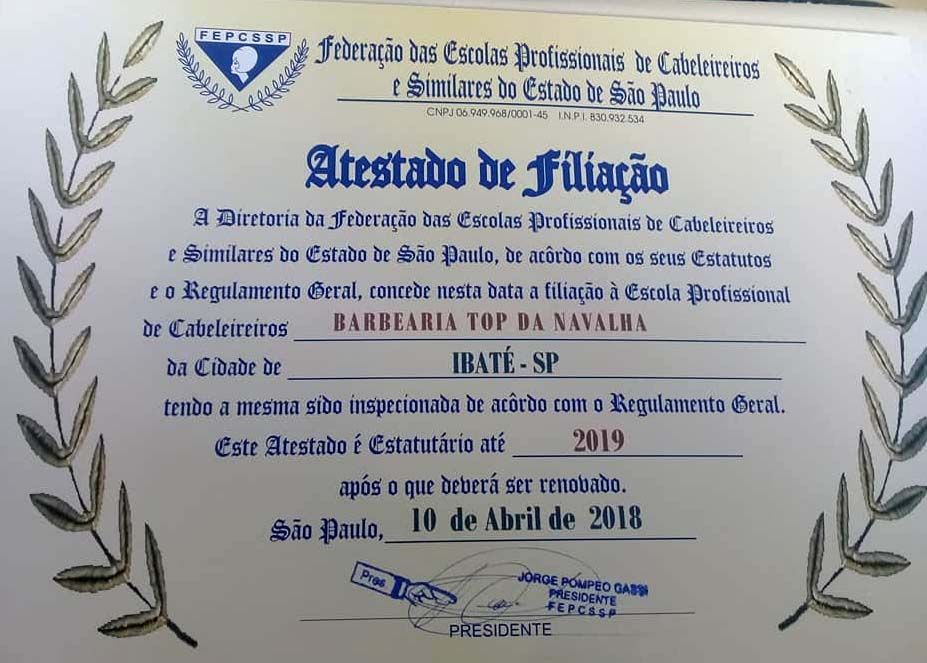 FEPCSSP
Federação das Escolas Profissionais de Cabeleireiros
e Similares do Estado de São Paulo
CNPJ 06.949.968/0001-45 I.N.P.I. 830.932.534
Atestado de Filiação
A Diretoria da Federação das Escolas Profissionais de Cabeleireiros
e Similares do Estado de São Paulo, de acôrdo com os seus Estatutos
e o Regulamento Geral, concede nesta data a filiação à Escola Profissional
de Cabeleireiros BARBEARIA TOP DA NAVALHA
da Cidade de IBATÉ - SP
tendo a mesma sido inspecionada de acôrdo com o Regulamento Geral.
Este Atestado é Estatutário até 2019
após o que deverá ser renovado.
São Paulo, 10 de Abril de 2018
Pres.
JORGE POMPEO GASSI
PRESIDENTE
FEPCSSP
PRESIDENTE